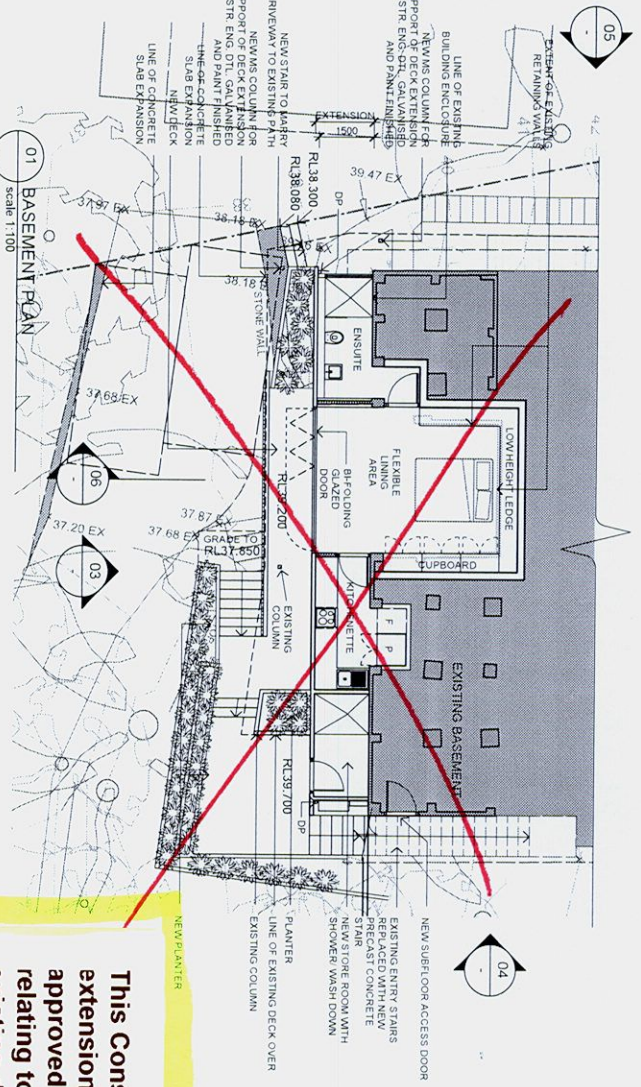 05
EXTENT OF EXISTING
RETAINING WALLS
LINE OF EXISTING
BUILDING ENCLOSURE
NEW MS COLUMN FOR
SUPPORT OF DECK EXTENSION
STR. ENG. DTL. GALVANISED
AND PAINT FINISHED
NEW STAIR TO MARRY
DRIVEWAY TO EXISTING PATH
NEW MS COLUMN FOR
SUPPORT OF DECK EXTENSION
STR. ENG. DTL. GALVANISED
AND PAINT FINISHED
LINE OF CONCRETE
SLAB EXPANSION
NEW DECK
LINE OF CONCRETE
SLAB EXPANSION
42
41
40
EXTENSION
1500
39.47 EX
DP
RL38.300
RL38.080
38.18 EX
37.97 EX
38.18 EX
STONE WALL
37.68 EX
ENSUITE
LOW HEIGHT LEDGE
FLEXIBLE
LINING
AREA
BI-FOLDING
GLAZED
DOOR
CUPBOARD
RL39.200
KITCHENETTE
F
P
EXISTING BASEMENT
EXISTING
COLUMN
37.87 EX
37.68 EX
GRADE TO
RL37.850
37.20 EX
06
03
RL39.700
DP
04
NEW SUBFLOOR ACCESS DOOR
EXISTING ENTRY STAIRS
REPLACED WITH NEW
PRECAST CONCRETE
STAIR
NEW STORE ROOM WITH
SHOWER/ WASH DOWN
PLANTER
LINE OF EXISTING DECK OVER
EXISTING COLUMN
NEW PLANTER
01
BASEMENT PLAN
scale 1:100
This Cons
extension
approved
relating to